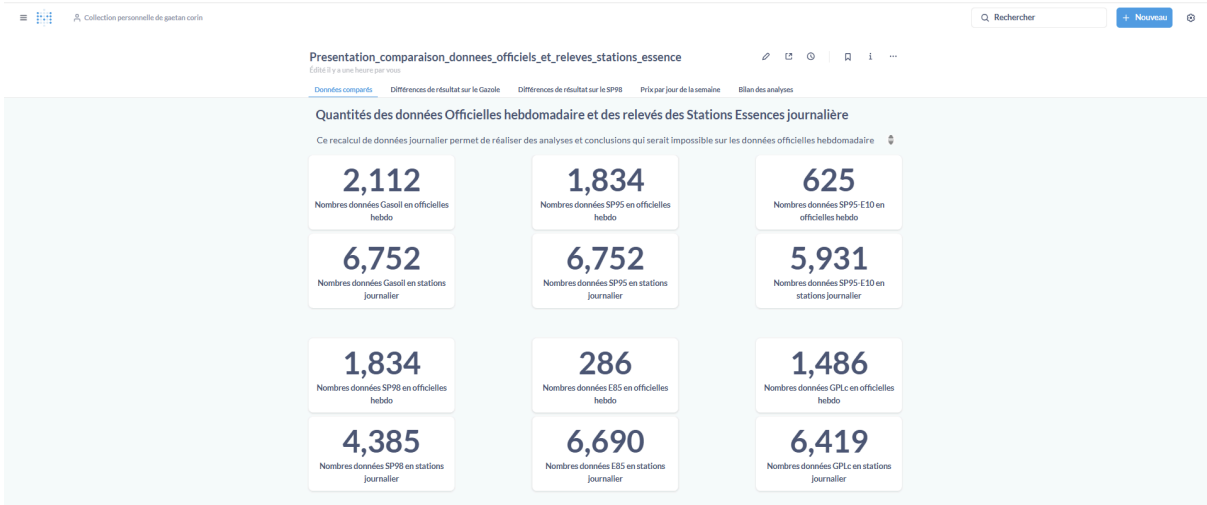 Collection personnelle de gaetan corin
Rechercher
+ Nouveau
Presentation_comparaison_donnees_officiels_et_releves_stations_essence
Édité il y a une heure par vous
Données comparés
Différences de résultat sur le Gazole
Différences de résultat sur le SP98
Prix par jour de la semaine
Bilan des analyses
Quantités des données Officielles hebdomadaire et des relevés des Stations Essences journalière
Ce recalcul de données journalier permet de réaliser des analyses et conclusions qui serait impossible sur les données officielles hebdomadaire
2,112
Nombres données Gasoil en officielles
hebdo
1,834
Nombres données SP95 en officielles
hebdo
625
Nombres données SP95-E10 en
officielles hebdo
6,752
Nombres données Gasoil en stations
journalier
6,752
Nombres données SP95 en stations
journalier
5,931
Nombres données SP95-E10 en
stations journalier
1,834
Nombres données SP98 en officielles
hebdo
286
Nombres données E85 en officielles
hebdo
1,486
Nombres données GPLc en officielles
hebdo
4,385
Nombres données SP98 en stations
journalier
6,690
Nombres données E85 en stations
journalier
6,419
Nombres données GPLc en stations
journalier